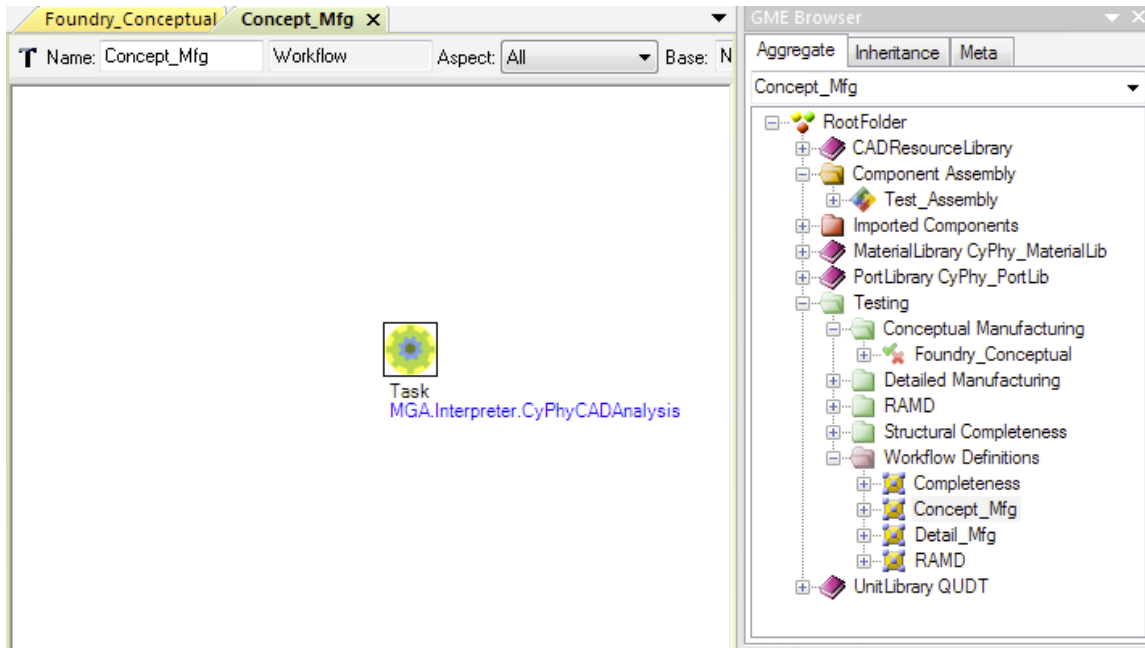 Foundry_Conceptual Concept_Mfg
Name: Concept_Mfg Workflow Aspect: All Base: N
Task
MGA.Interpreter.CyPhyCADAnalysis
GME Browser
Aggregate Inheritance Meta
Concept_Mfg
RootFolder
CADResourceLibrary
Component Assembly
Test_Assembly
Imported Components
MaterialLibrary CyPhy_MaterialLib
PortLibrary CyPhy_PortLib
Testing
Conceptual Manufacturing
Foundry_Conceptual
Detailed Manufacturing
RAMD
Structural Completeness
Workflow Definitions
Completeness
Concept_Mfg
Detail_Mfg
RAMD
UnitLibrary QUDT